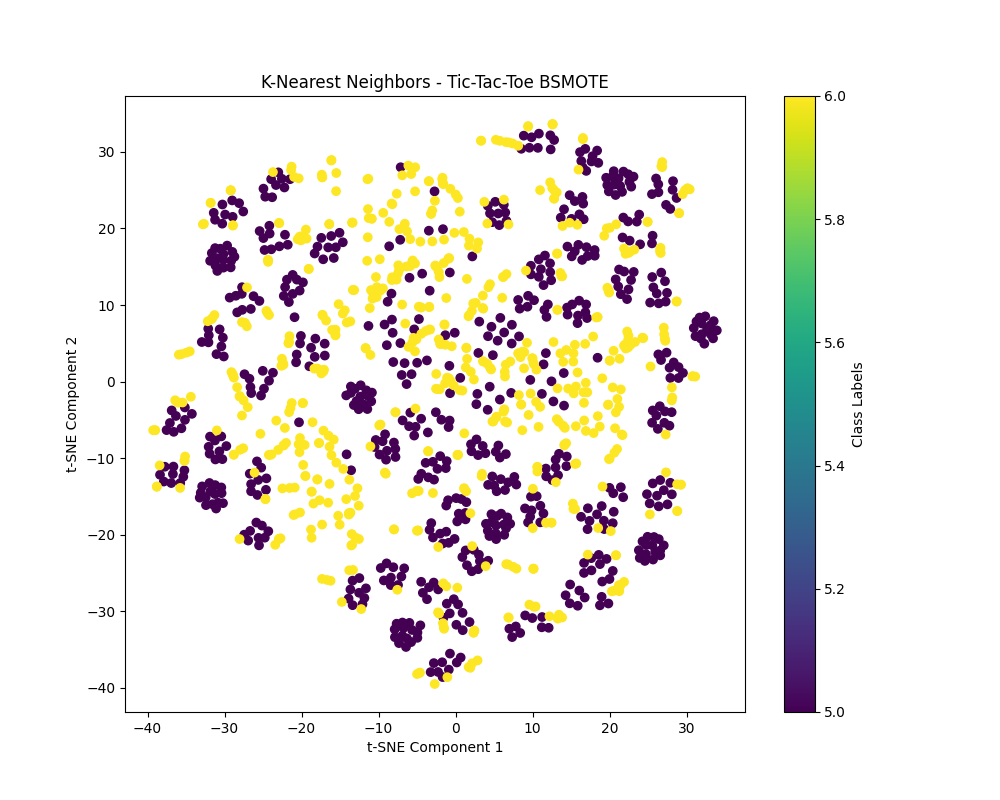 K-Nearest Neighbors - Tic-Tac-Toe BSMOTE
30
20
10
0
−10
−20
−30
−40
t-SNE Component 2
−40 −30 −20 −10 0 10 20 30
t-SNE Component 1
6.0
5.8
5.6
5.4
5.2
5.0
Class Labels